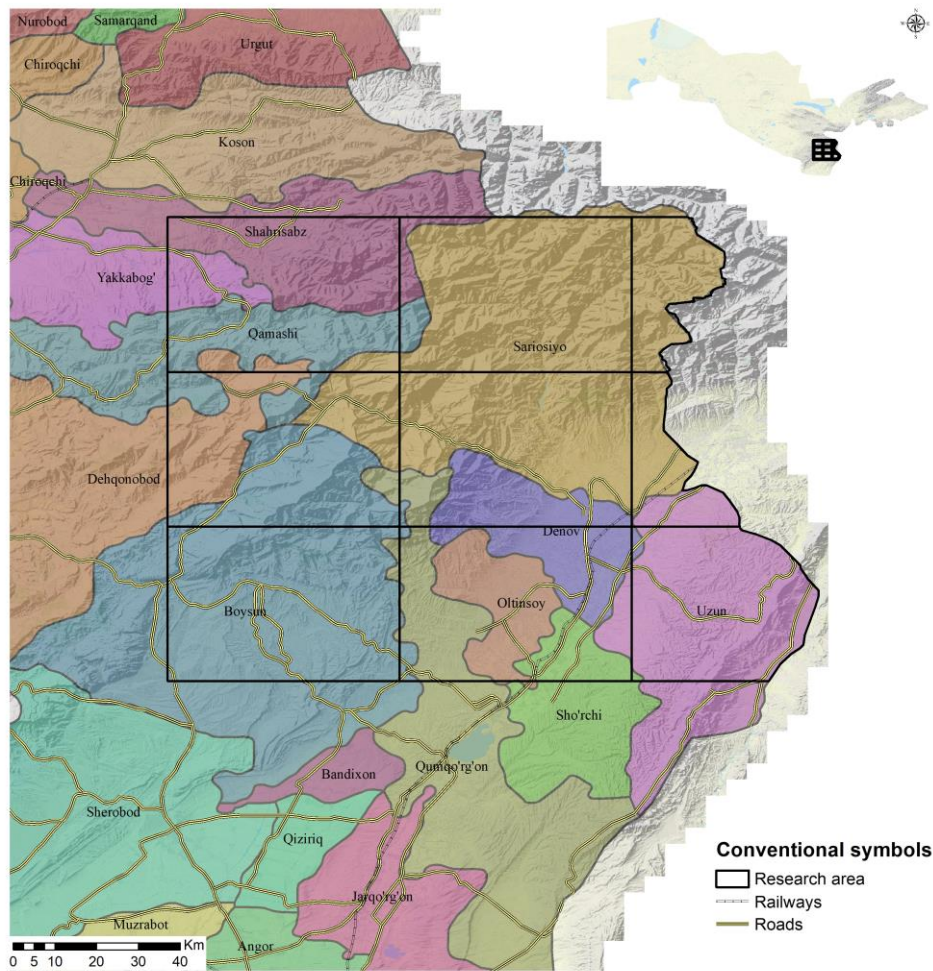 Nurobod
Samarqand
Urgut
Chiroqchi
Koson
Chiroqchi
Shahrisabz
Yakkabog'
Qamashi
Sariosiyo
Dehqonobod
Denov
Oltinsoy
Boysun
Uzun
Sho'rchi
Bandixon
Qumqo'rg'on
Sherobod
Qiziriq
Jarqo'rg'on
Muzrabot
Angor
Km
0 5 10 20 30 40
Conventional symbols
Research area
Railways
Roads